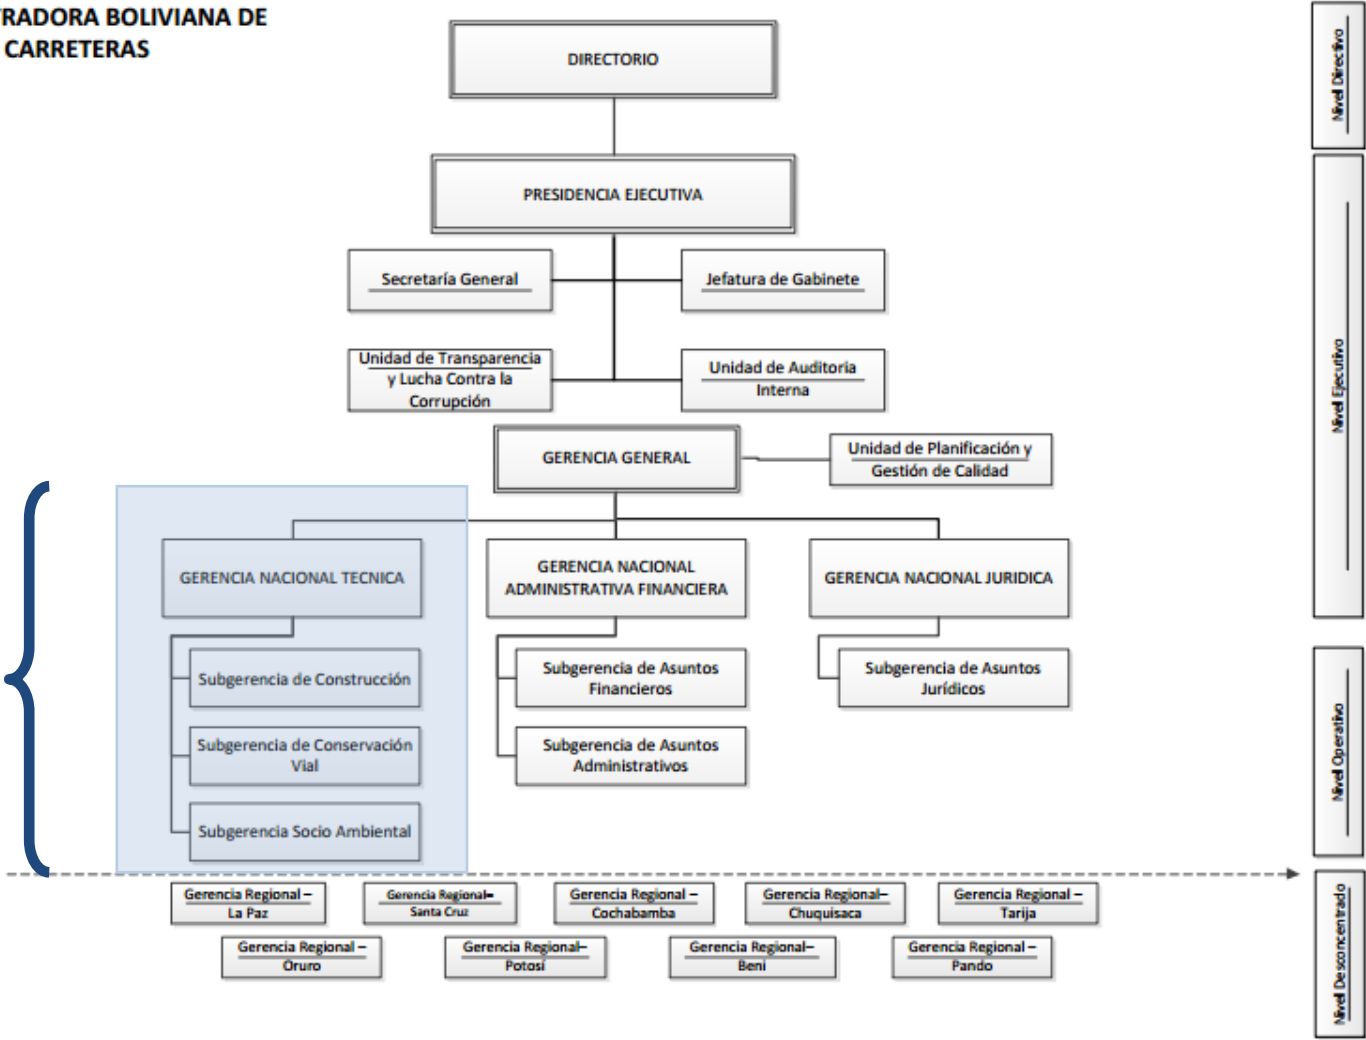 TRADORA BOLIVIANA DE
CARRETERAS
DIRECTORIO
Nivel Directivo
PRESIDENCIA EJECUTIVA
Secretaría General
Jefatura de Gabinete
Unidad de Transparencia
y Lucha Contra la
Corrupción
Unidad de Auditoria
Interna
Nivel Ejecutivo
GERENCIA GENERAL
Unidad de Planificación y
Gestión de Calidad
GERENCIA NACIONAL TECNICA
GERENCIA NACIONAL
ADMINISTRATIVA FINANCIERA
GERENCIA NACIONAL JURIDICA
Subgerencia de Construcción
Subgerencia de Conservación
Vial
Subgerencia Socio Ambiental
Subgerencia de Asuntos
Financieros
Subgerencia de Asuntos
Administrativos
Subgerencia de Asuntos
Jurídicos
Nivel Operativo
Gerencia Regional –
La Paz
Gerencia Regional–
Santa Cruz
Gerencia Regional –
Cochabamba
Gerencia Regional–
Chuquisaca
Gerencia Regional –
Tarija
Gerencia Regional –
Oruro
Gerencia Regional–
Potosí
Gerencia Regional–
Beni
Gerencia Regional –
Pando
Nivel Desconcentrado